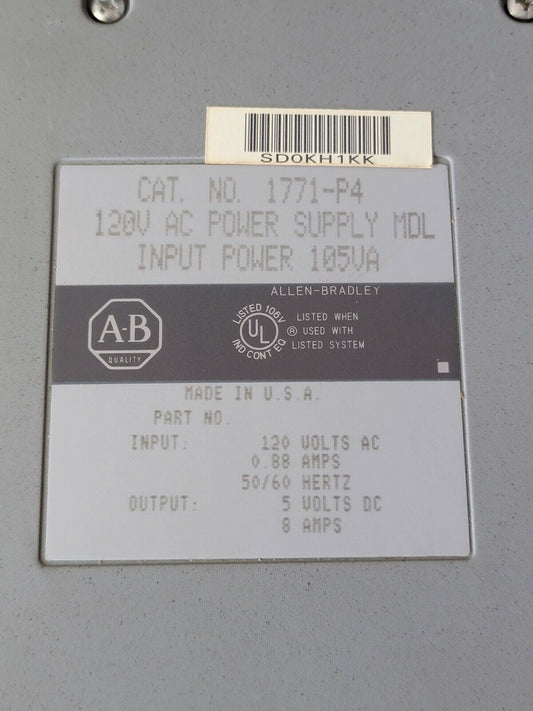 SD0KH1KK
CAT. NO. 1771-P4
120V AC POWER SUPPLY MDL
INPUT POWER 105VA
ALLEN-BRADLEY
A-B
QUALITY
LISTED 106V
UL
IND CONT EQ
®
LISTED WHEN
USED WITH
LISTED SYSTEM
MADE IN U.S.A.
PART NO.
INPUT: 120 VOLTS AC
0.88 AMPS
50/60 HERTZ
OUTPUT: 5 VOLTS DC
8 AMPS